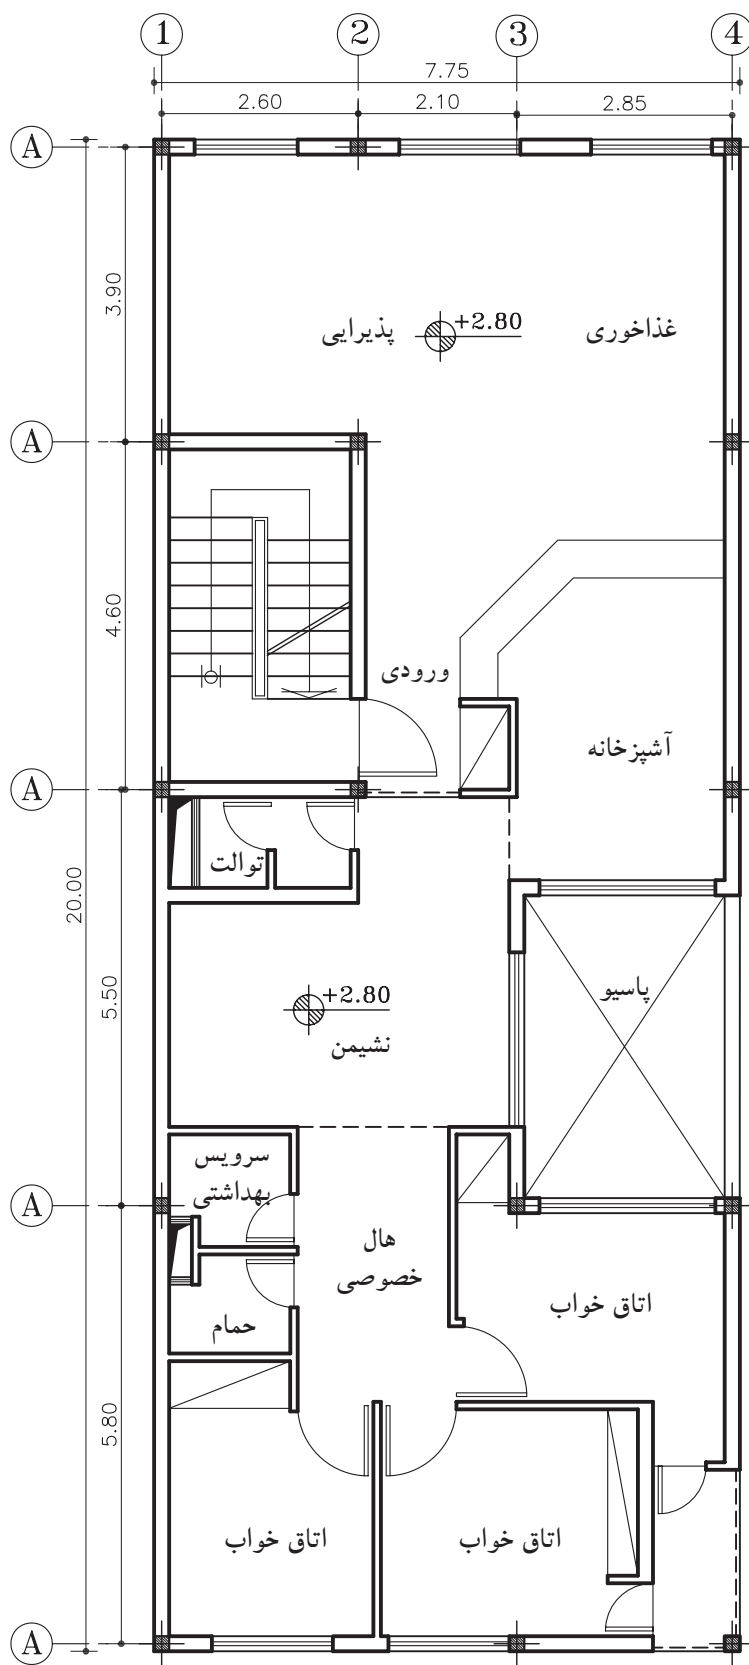 1 2 3 4
7.75
2.60 2.10 2.85
A
3.90
+2.80
پذیرایی
غذاخوری
A
4.60
ورودی
آشپزخانه
A
توالت
20.00
5.50
پاسیو
+2.80
نشیمن
سرویس
بهداشتی
A
هال
خصوصی
اتاق خواب
حمام
5.80
اتاق خواب
اتاق خواب
A